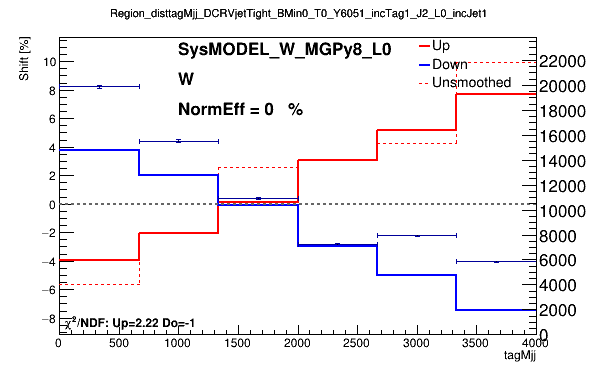 Region_disttagMjj_DCRVjetTight_BMin0_T0_Y6051_incTag1_J2_L0_incJet1
Shift [%]
SysMODEL_W_MGPy8_L0
W
NormEff = 0 %
Up
Down
Unsmoothed
10
8
6
4
2
0
−2
−4
−6
−8
22000
20000
18000
16000
14000
12000
10000
8000
6000
4000
2000
0
χ²/NDF: Up=2.22 Do=-1
0 500 1000 1500 2000 2500 3000 3500 4000
tagMjj